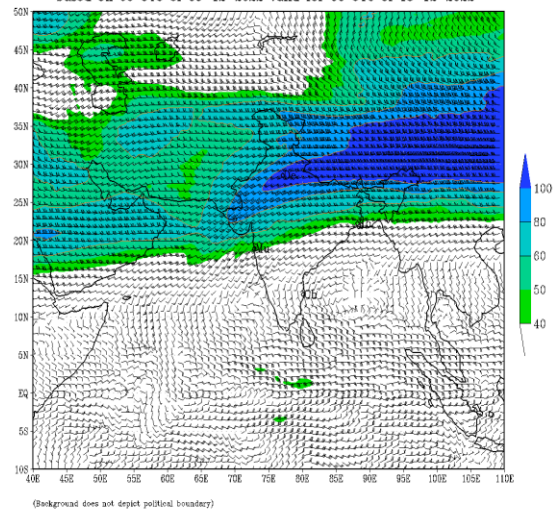 50N
45N
40N
35N
30N
25N
20N
15N
10N
5N
5S
10S
100
80
60
50
40
40E 45E 50E 55E 60E 65E 70E 75E 80E 85E 90E 95E 100E 105E 110E
(Background does not depict political boundary)